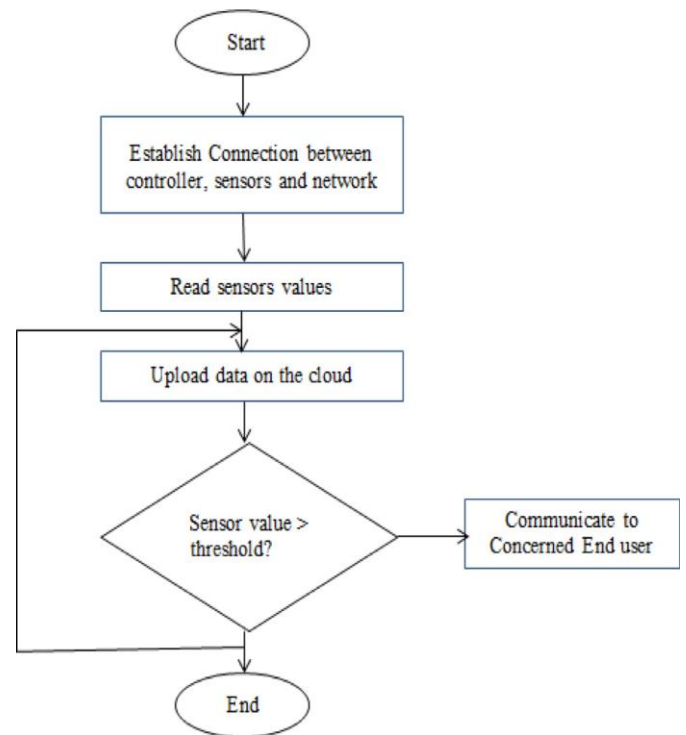 Start
Establish Connection between
controller, sensors and network
Read sensors values
Upload data on the cloud
Sensor value >
threshold?
Communicate to
Concerned End user
End